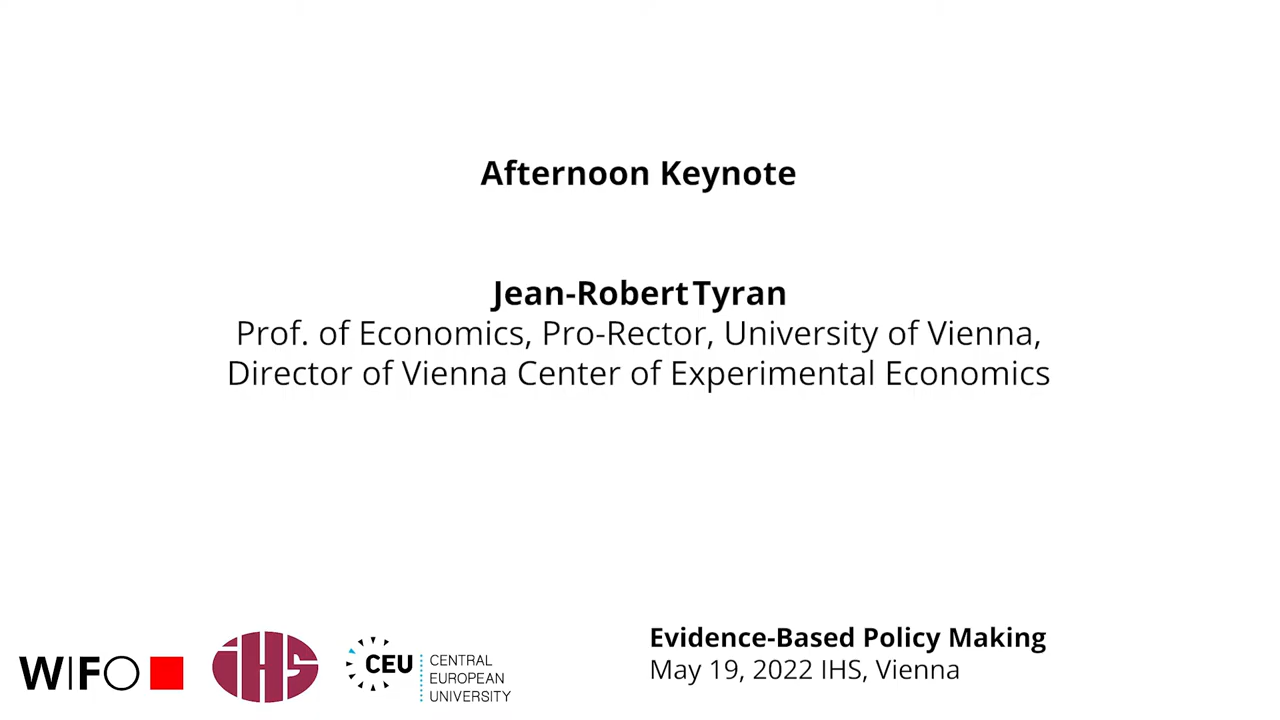 Afternoon Keynote
Jean-Robert Tyran
Prof. of Economics, Pro-Rector, University of Vienna,
Director of Vienna Center of Experimental Economics
WIFO
iHS
CEU
CENTRAL
EUROPEAN
UNIVERSITY
Evidence-Based Policy Making
May 19, 2022 IHS, Vienna